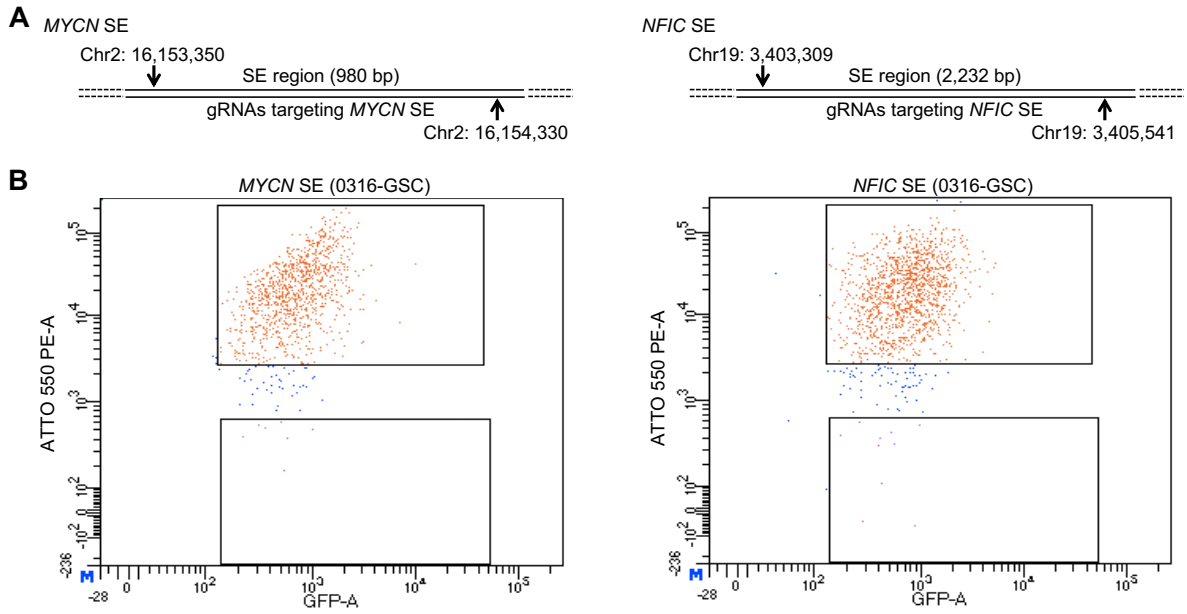 A
MYCN SE
Chr2: 16,153,350
SE region (980 bp)
gRNAs targeting MYCN SE
Chr2: 16,154,330
NFIC SE
Chr19: 3,403,309
SE region (2,232 bp)
gRNAs targeting NFIC SE
Chr19: 3,405,541
B
MYCN SE (0316-GSC)
ATTO 550 PE-A
10^5
10^4
10^3
10^2
0
-10^2
-236
M
-28
0
10^2
10^3
10^4
10^5
GFP-A
NFIC SE (0316-GSC)
ATTO 550 PE-A
10^5
10^4
10^3
10^2
0
-10^2
-236
M
-28
0
10^2
10^3
10^4
10^5
GFP-A